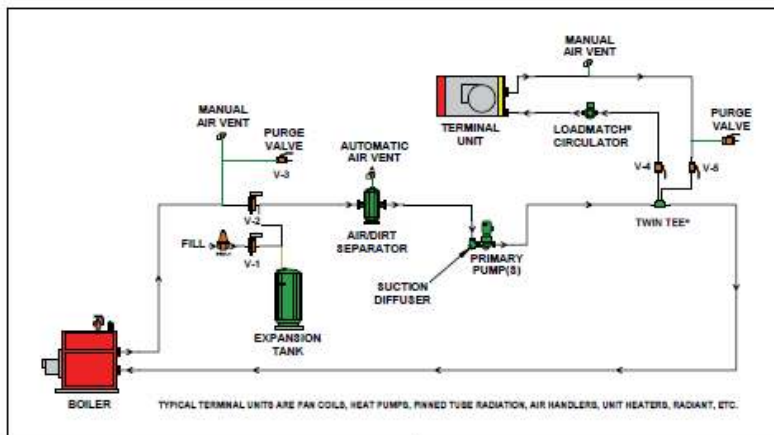 MANUAL
AIR VENT
MANUAL
AIR VENT
PURGE
VALVE
V-3
AUTOMATIC
AIR VENT
TERMINAL
UNIT
LOADMATCH®
CIRCULATOR
PURGE
VALVE
V-4
V-5
V-2
FILL
V-1
AIR/DIRT
SEPARATOR
TWIN TEE®
PRIMARY
PUMP(S)
SUCTION
DIFFUSER
EXPANSION
TANK
BOILER
TYPICAL TERMINAL UNITS ARE FAN COILS, HEAT PUMPS, FINNED TUBE RADIATION, AIR HANDLERS, UNIT HEATERS, RADIANT, ETC.